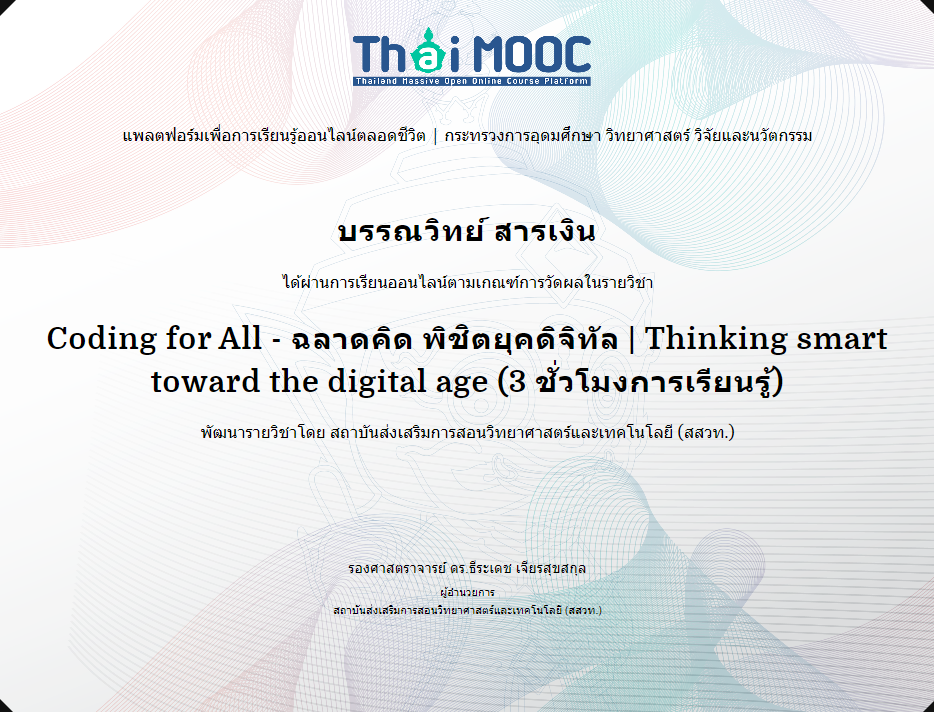 Thai MOOC
Thailand Massive Open Online Course Platform
แพลตฟอร์มเพื่อการเรียนรู้ออนไลน์ตลอดชีวิต | กระทรวงการอุดมศึกษา วิทยาศาสตร์ วิจัยและนวัตกรรม
บรรณวิทย์ สารเงิน
ได้ผ่านการเรียนออนไลน์ตามเกณฑ์การวัดผลในรายวิชา
Coding for All - ฉลาดคิด พิชิตยุคดิจิทัล | Thinking smart
toward the digital age (3 ชั่วโมงการเรียนรู้)
พัฒนารายวิชาโดย สถาบันส่งเสริมการสอนวิทยาศาสตร์และเทคโนโลยี (สสวท.)
รองศาสตราจารย์ ดร.ธีระเดช เจียรสุขสกุล
ผู้อำนวยการ
สถาบันส่งเสริมการสอนวิทยาศาสตร์และเทคโนโลยี (สสวท.)